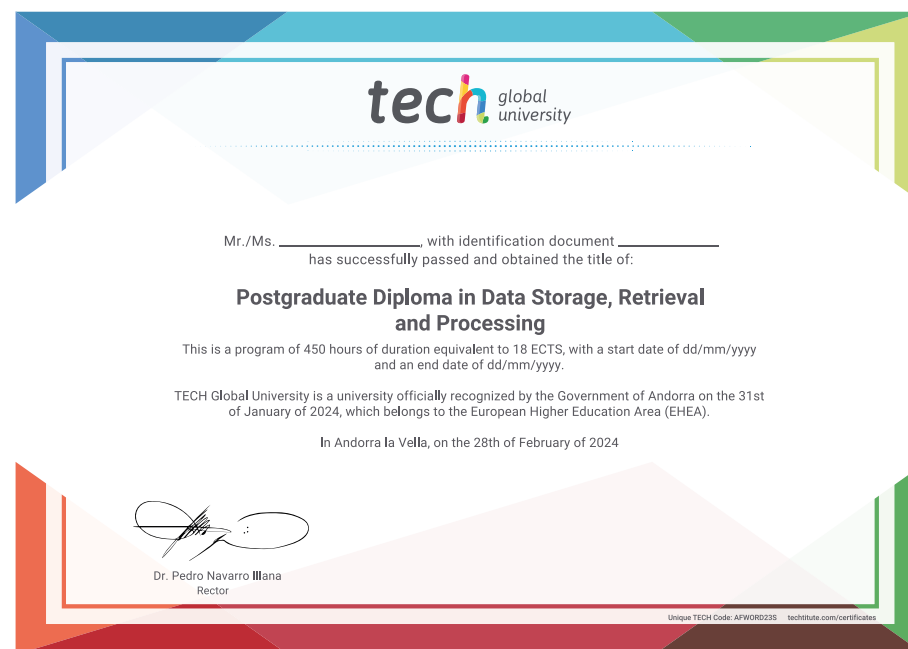 tech global university
Mr./Ms. ____________, with identification document ____________
has successfully passed and obtained the title of:
Postgraduate Diploma in Data Storage, Retrieval
and Processing
This is a program of 450 hours of duration equivalent to 18 ECTS, with a start date of dd/mm/yyyy
and an end date of dd/mm/yyyy.
TECH Global University is a university officially recognized by the Government of Andorra on the 31st
of January of 2024, which belongs to the European Higher Education Area (EHEA).
In Andorra la Vella, on the 28th of February of 2024
Dr. Pedro Navarro Illana
Rector
Unique TECH Code: AFWORD23S techtitute.com/certificates